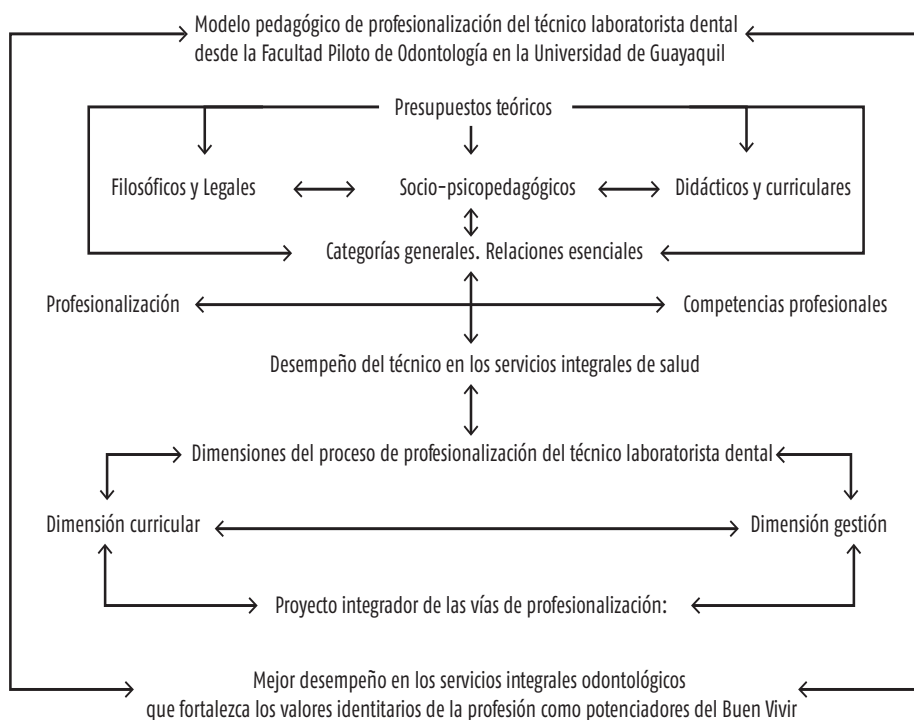 Modelo pedagógico de profesionalización del técnico laboratorista dental
desde la Facultad Piloto de Odontología en la Universidad de Guayaquil
Presupuestos teóricos
Filosóficos y Legales
Socio-psicopedagógicos
Didácticos y curriculares
Categorías generales. Relaciones esenciales
Profesionalización
Competencias profesionales
Desempeño del técnico en los servicios integrales de salud
Dimensiones del proceso de profesionalización del técnico laboratorista dental
Dimensión curricular
Dimensión gestión
Proyecto integrador de las vías de profesionalización:
Mejor desempeño en los servicios integrales odontológicos
que fortalezca los valores identitarios de la profesión como potenciadores del Buen Vivir